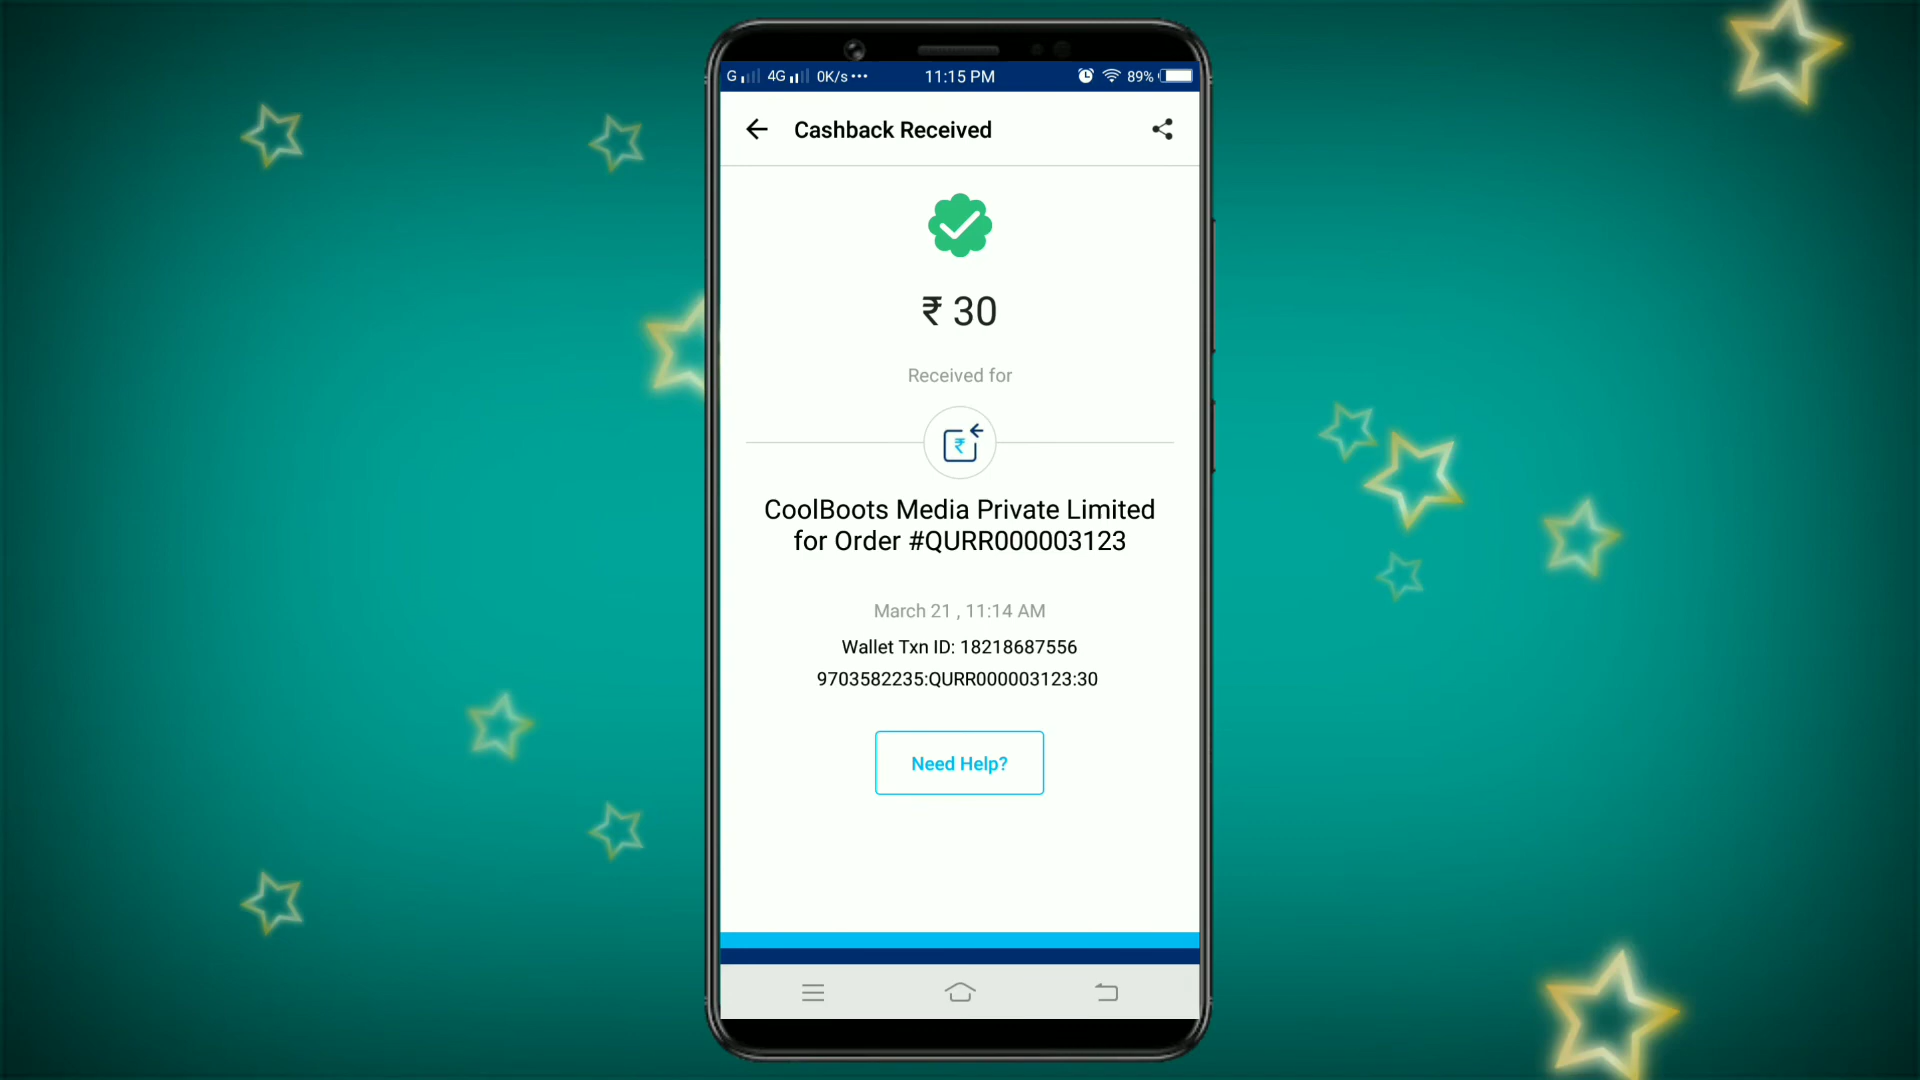 G 4G 0K/s ••• 11:15 PM 89%
Cashback Received
₹ 30
Received for
₹
CoolBoots Media Private Limited
for Order #QURR000003123
March 21 , 11:14 AM
Wallet Txn ID: 18218687556
9703582235:QURR000003123:30
Need Help?